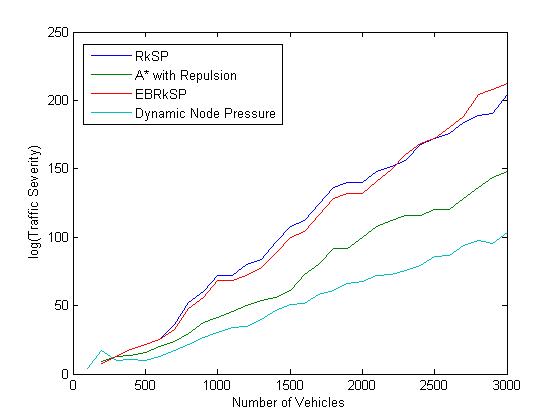 250
200
150
100
50
0
log(Traffic Severity)
RkSP
A* with Repulsion
EBRkSP
Dynamic Node Pressure
0 500 1000 1500 2000 2500 3000
Number of Vehicles